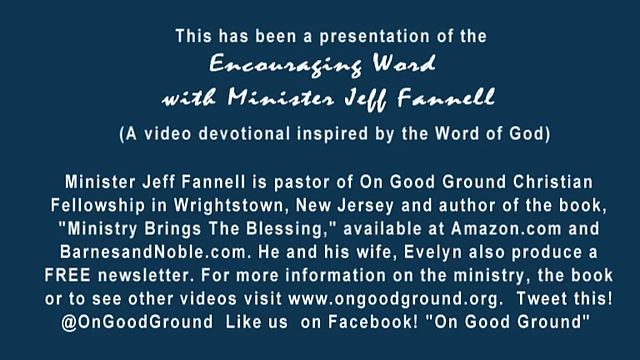 This has been a presentation of the
Encouraging Word
with Minister Jeff Fannell
(A video devotional inspired by the Word of God)
Minister Jeff Fannell is pastor of On Good Ground Christian
Fellowship in Wrightstown, New Jersey and author of the book,
"Ministry Brings The Blessing," available at Amazon.com and
BarnesandNoble.com. He and his wife, Evelyn also produce a
FREE newsletter. For more information on the ministry, the book
or to see other videos visit www.ongoodground.org.  Tweet this!
@OnGoodGround  Like us  on Facebook! "On Good Ground"